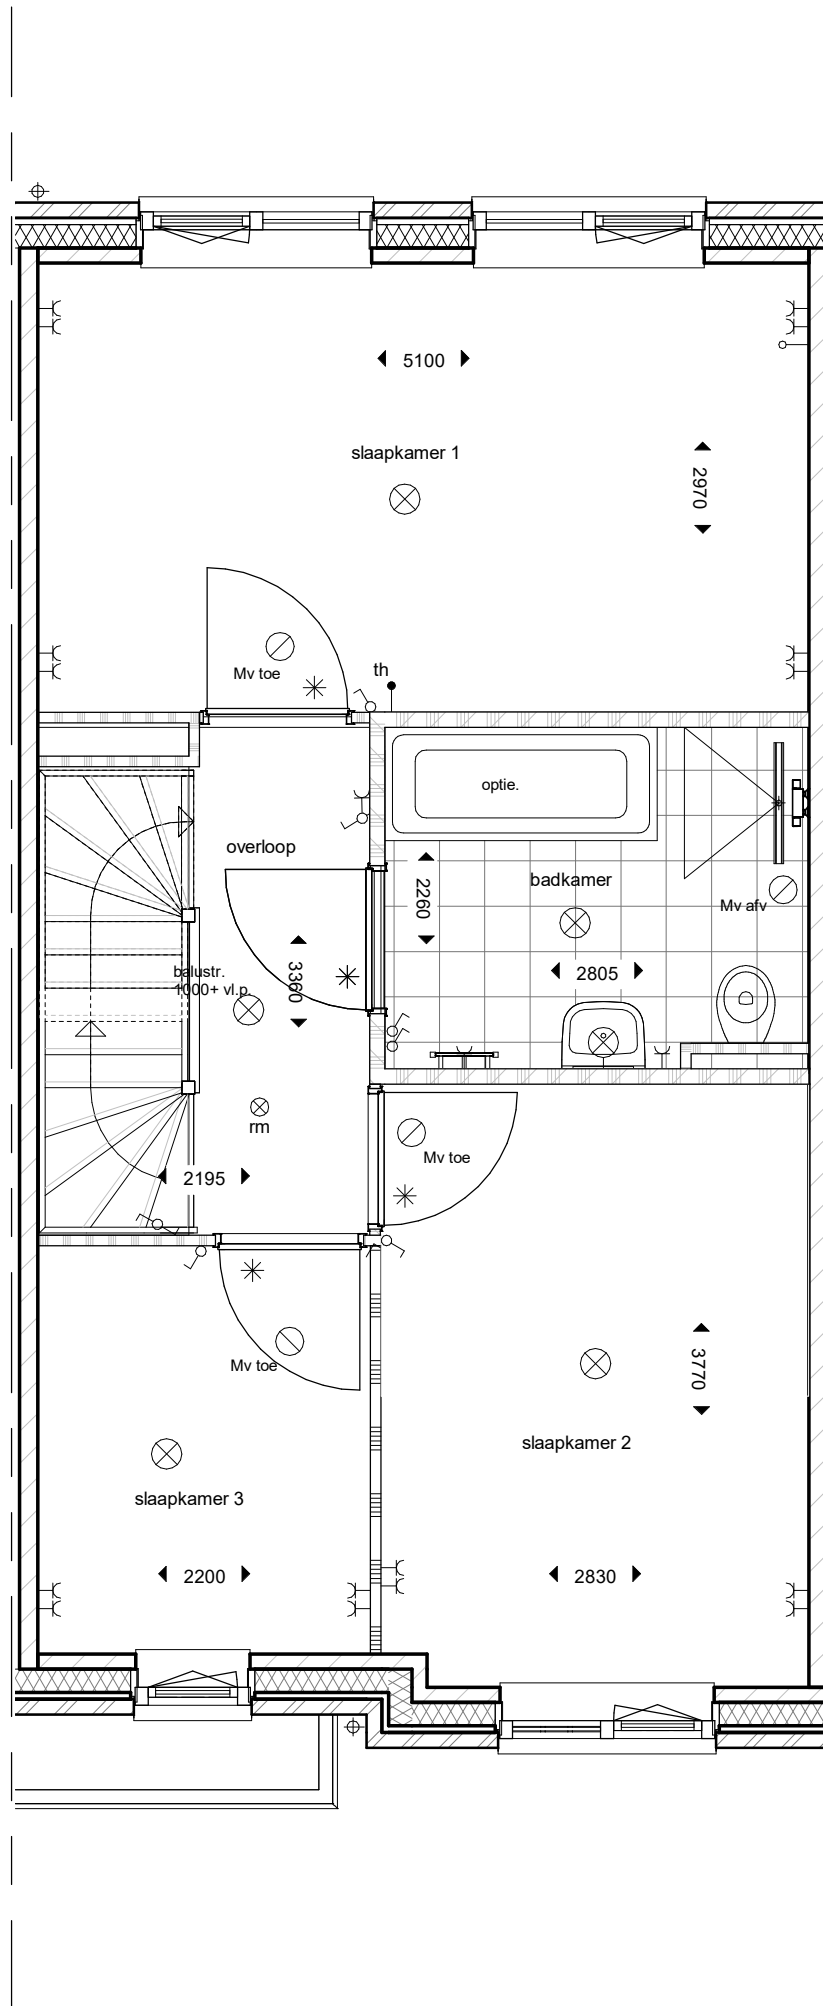 5100
slaapkamer 1
2970
Mv toe
th
optie.
overloop
badkamer
2260
Mv afv
balustr.
1000+ vl.p.
3360
2805
rm
Mv toe
2195
Mv toe
3770
slaapkamer 2
slaapkamer 3
2200
2830